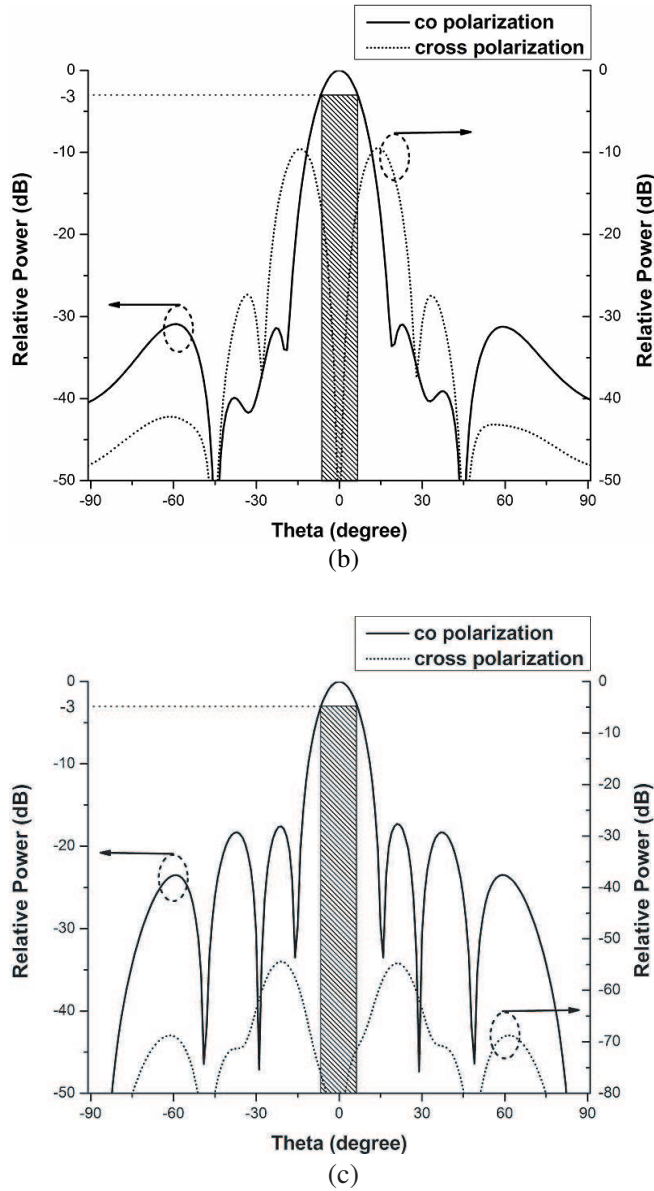 co polarization
cross polarization
0
-3
-10
-20
-30
-40
-50
Relative Power (dB)
0
-10
-20
-30
-40
-50
Relative Power (dB)
-90 -60 -30 0 30 60 90
Theta (degree)
(b)
co polarization
cross polarization
0
-3
-10
-20
-30
-40
-50
Relative Power (dB)
0
-10
-20
-30
-40
-50
-60
-70
-80
Relative Power (dB)
-90 -60 -30 0 30 60 90
Theta (degree)
(c)